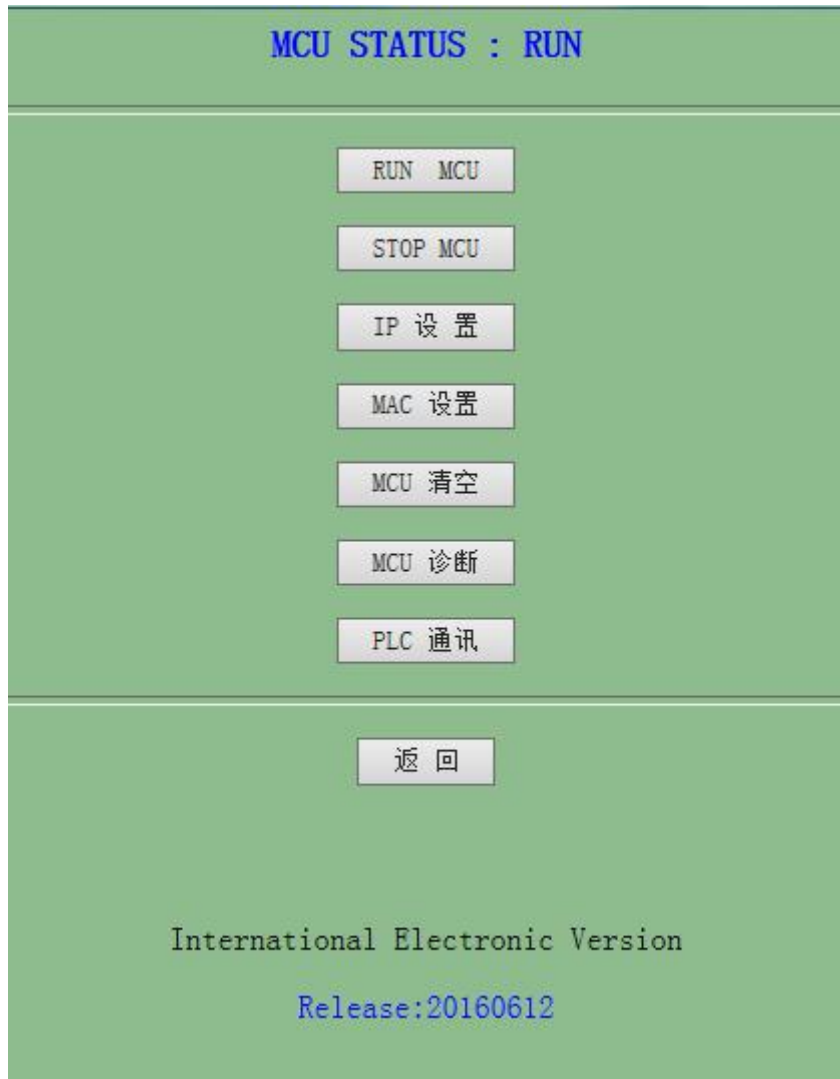 MCU STATUS : RUN
RUN MCU
STOP MCU
IP 设 置
MAC 设置
MCU 清空
MCU 诊断
PLC 通讯
返 回
International Electronic Version
Release:20160612